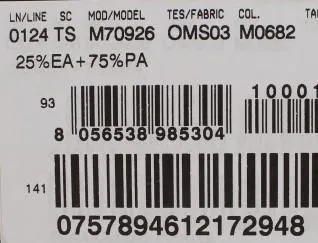 LN/LINE SC MOD/MODEL TES/FABRIC COL.
0124 TS M70926 OMS03 M0682
25%EA+75%PA
93
10001
8 056538 985304
141
0757894612172948